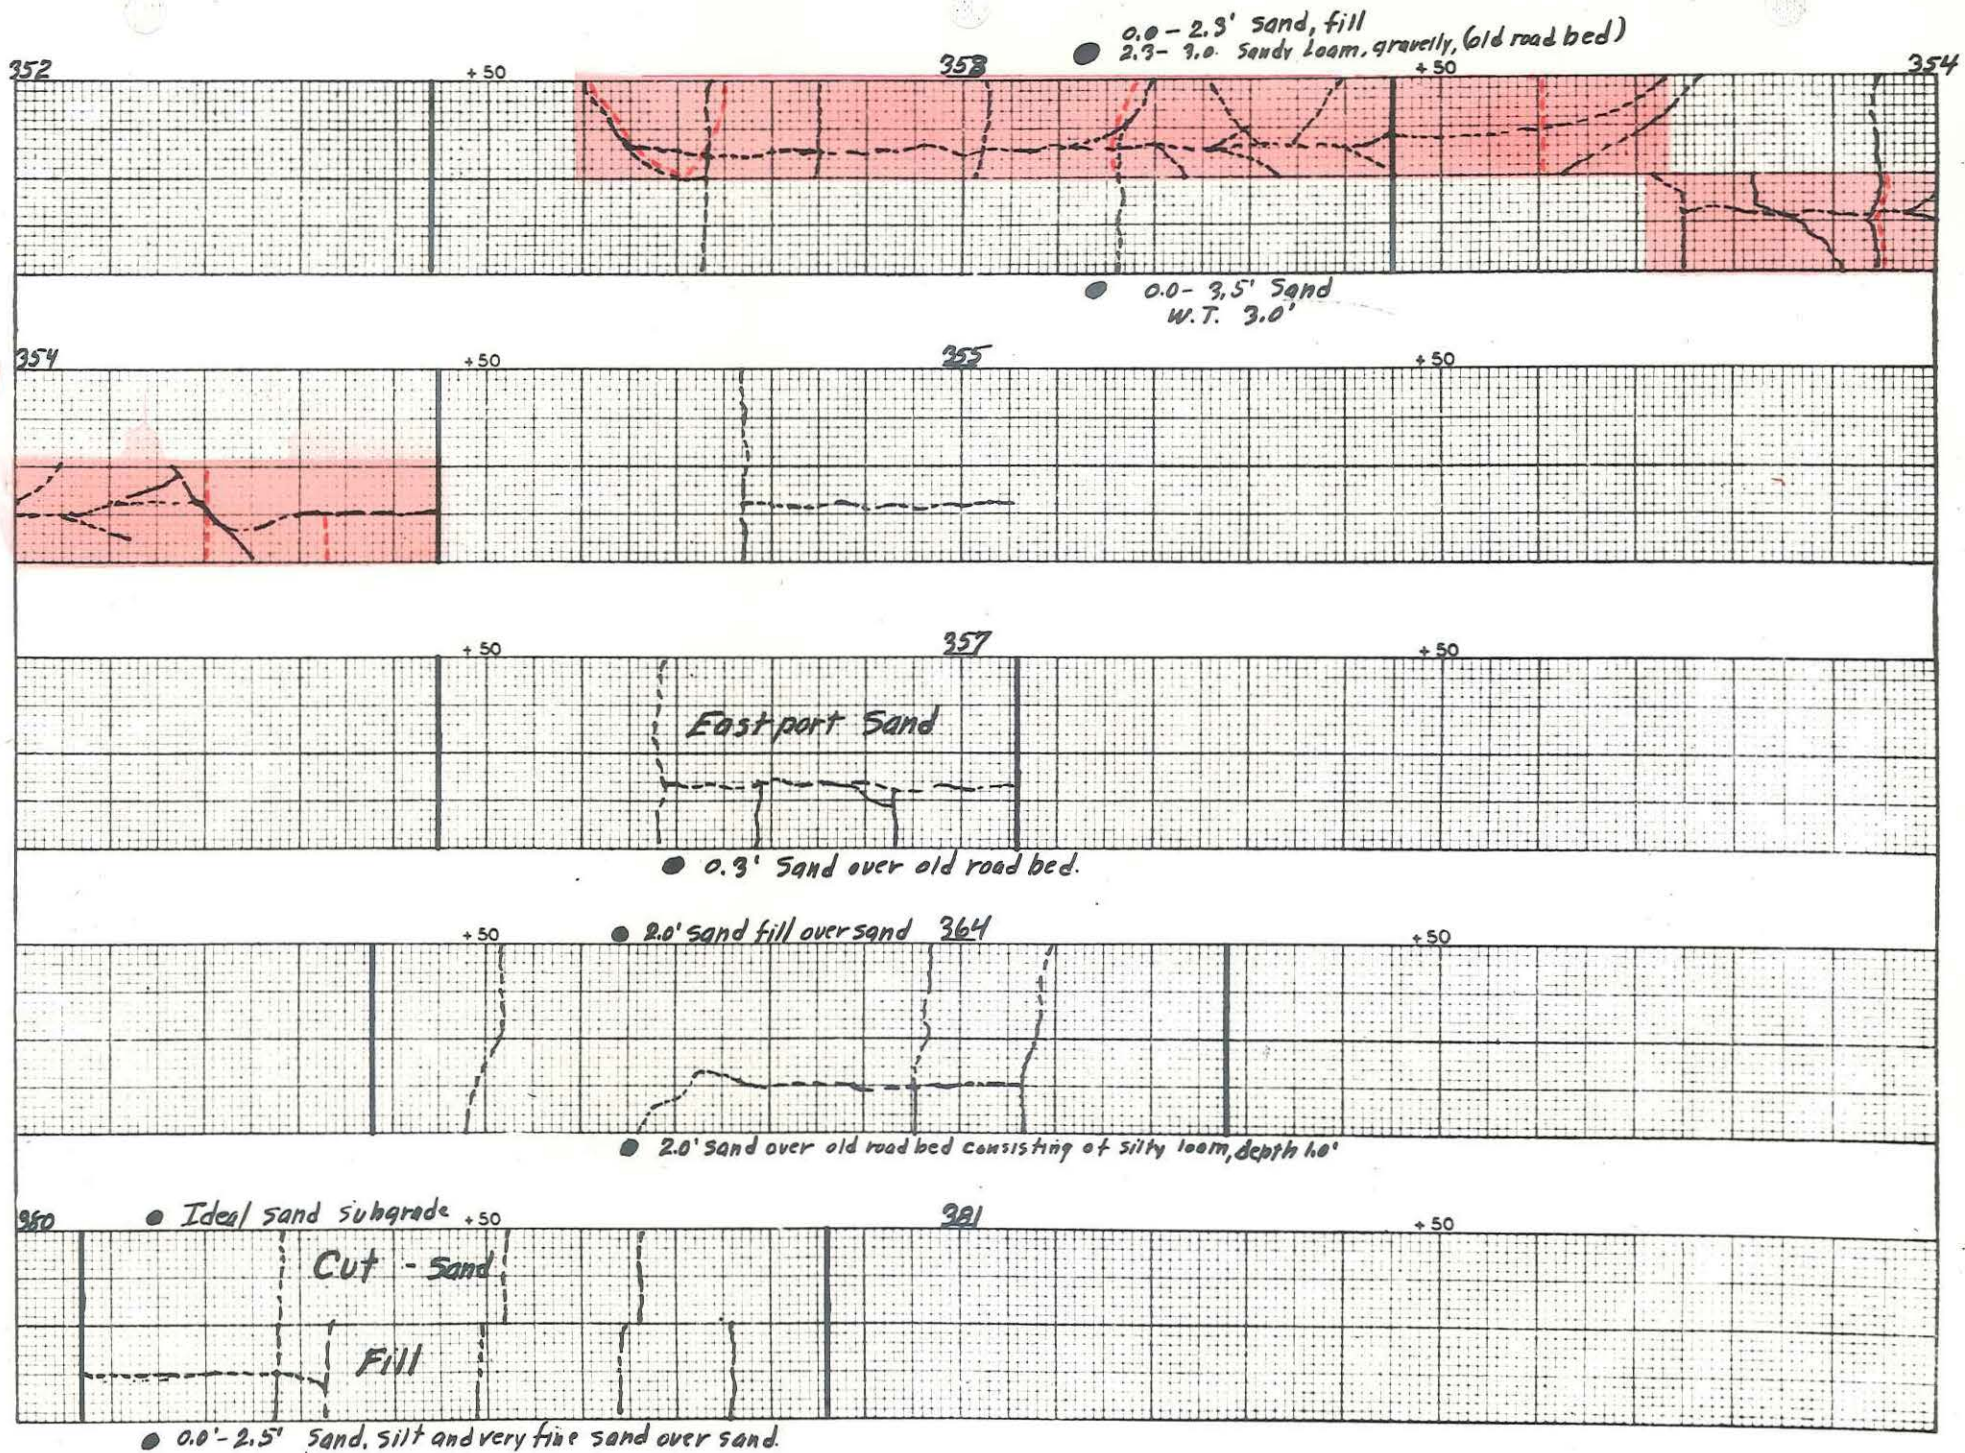 0.0 - 2.3' Sand, fill
2.3 - 3.0. Sandy Loam, gravelly, (old road bed)
352 +50 353 +50 354
0.0 - 3.5' Sand
W.T. 3.0'
354 +50 355 +50
+50 357 +50
Eastport Sand
0.3' Sand over old road bed.
+50 2.0' sand fill over sand 364 +50
2.0' Sand over old road bed consisting of silty loam, depth 1.0'
380 Ideal sand subgrade +50 381 +50
Cut - Sand
Fill
0.0' - 2.5' Sand, silt and very fine sand over sand.